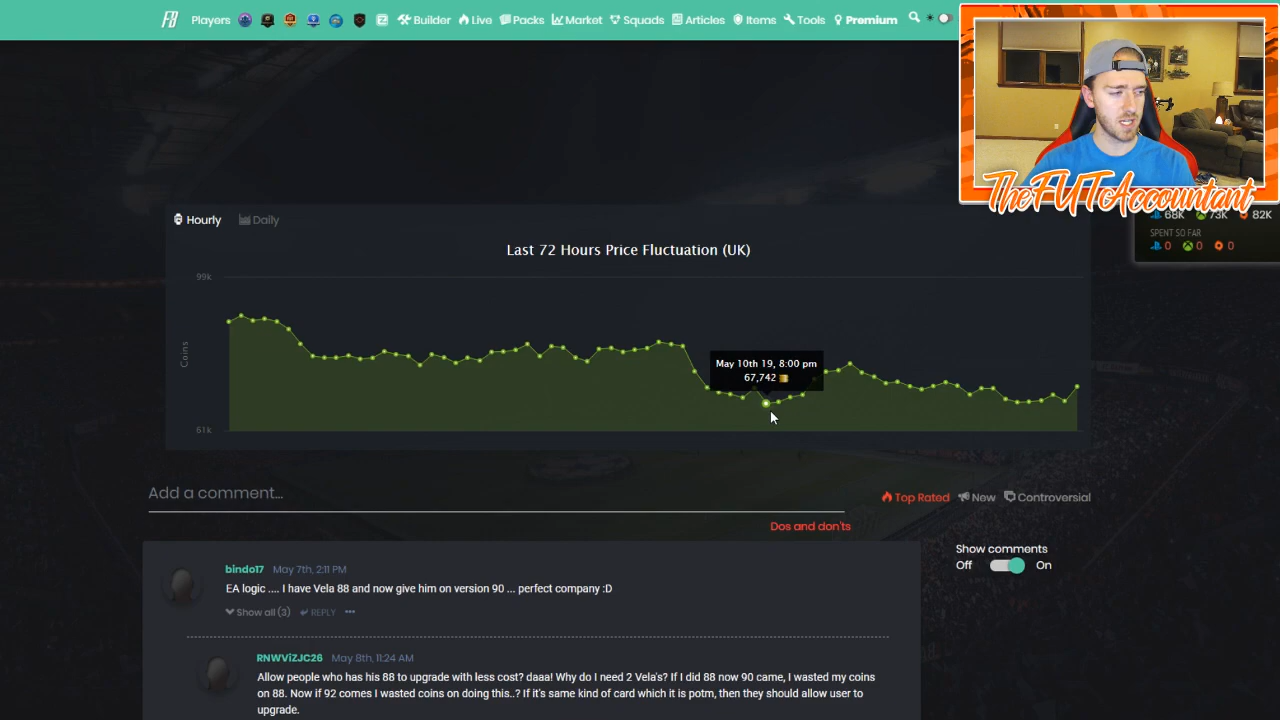 F8 Players Builder Live Packs Market Squads Articles Items Tools Premium
TheFUTAccountant
68K 73K 82K
SPENT SO FAR
0 0 0
Hourly Daily
Last 72 Hours Price Fluctuation (UK)
99k
Coins
May 10th 19, 8:00 pm
67,742
61k
Add a comment...
Top Rated New Controversial
Dos and don'ts
Show comments
Off On
bindo17 May 7th, 2:11 PM
EA logic .... I have Vela 88 and now give him on version 90 ... perfect company :D
Show all (3) REPLY •••
RNWViZJC26 May 8th, 11:24 AM
Allow people who has his 88 to upgrade with less cost? daaa! Why do I need 2 Vela's? If I did 88 now 90 came, I wasted my coins
on 88. Now if 92 comes I wasted coins on doing this..? If it's same kind of card which it is potm, then they should allow user to
upgrade.